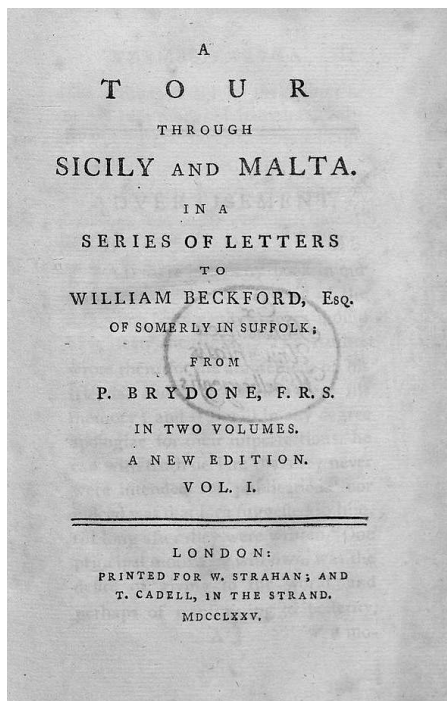 A
TOUR
THROUGH
SICILY AND MALTA.
IN A
SERIES OF LETTERS
TO
WILLIAM BECKFORD, ESQ.
OF SOMERLY IN SUFFOLK;
FROM
P. BRYDONE, F.R.S.
IN TWO VOLUMES.
A NEW EDITION.
VOL. I.
LONDON:
PRINTED FOR W. STRAHAN; AND
T. CADELL, IN THE STRAND.
MDCCLXXV.